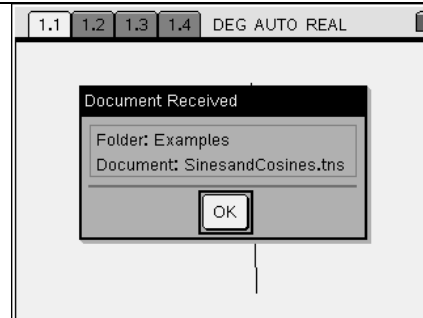 1.1 1.2 1.3 1.4 DEG AUTO REAL
Document Received
Folder: Examples
Document: SinesandCosines.tns
OK